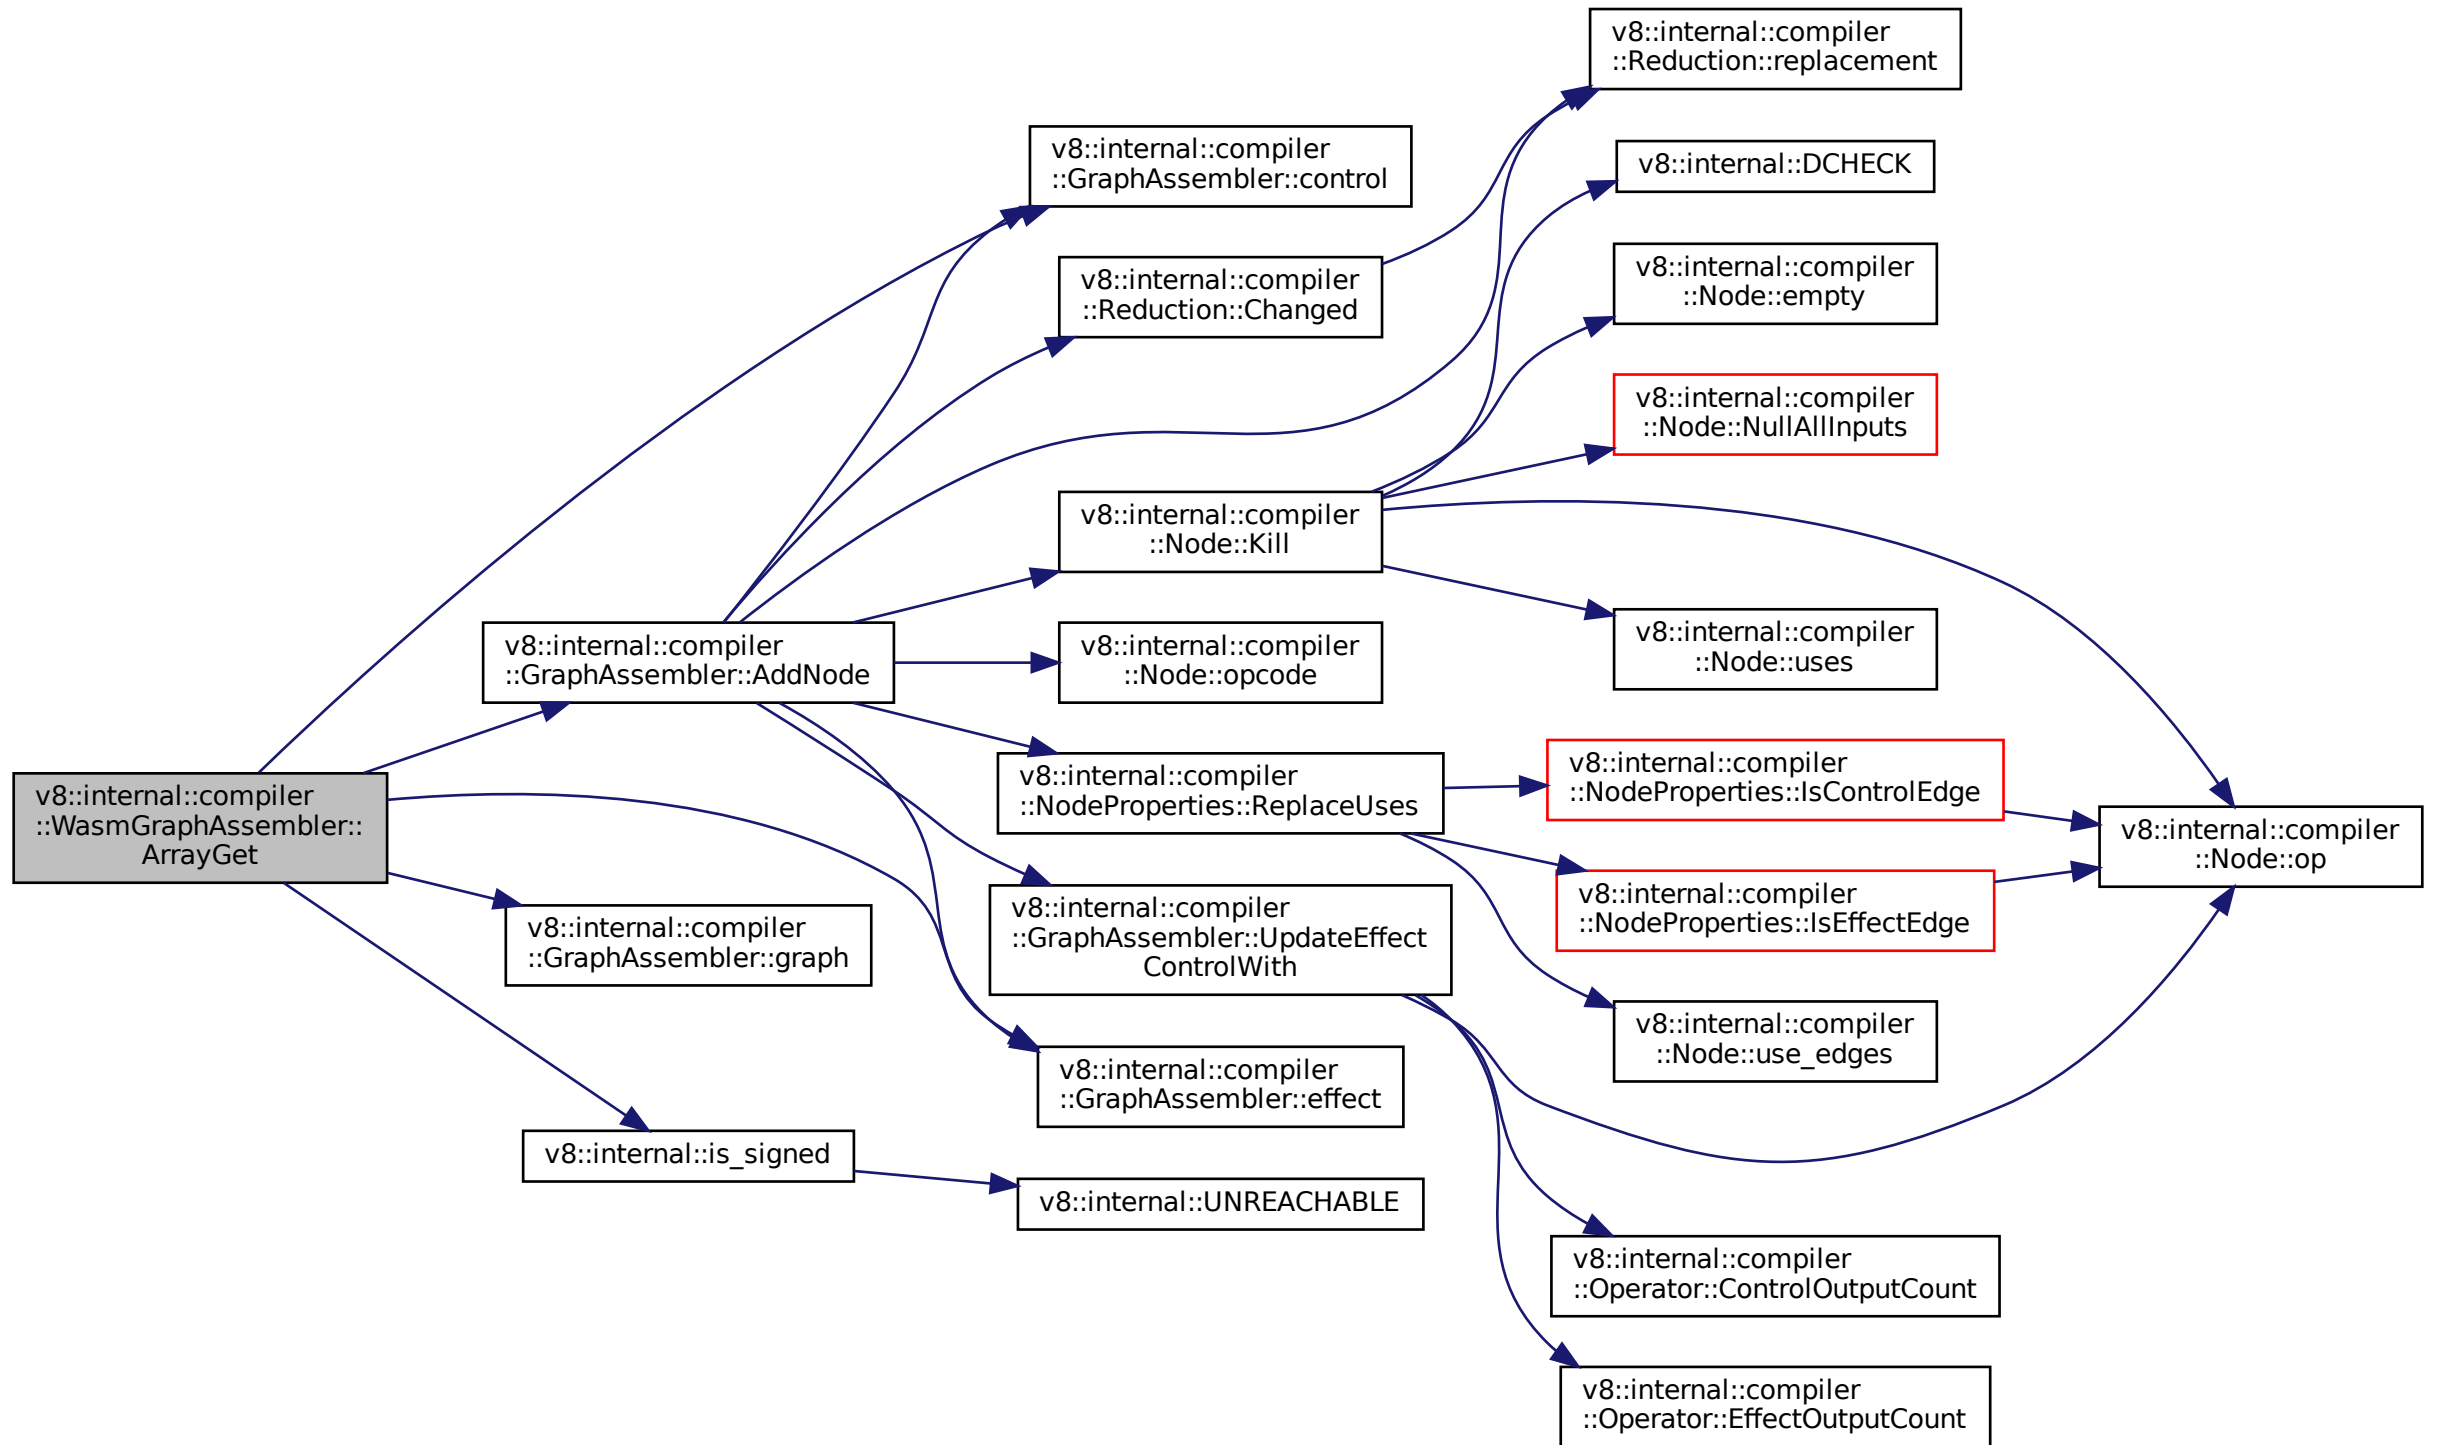 v8::internal::compiler
::WasmGraphAssembler::
ArrayGet
v8::internal::compiler
::GraphAssembler::AddNode
v8::internal::compiler
::GraphAssembler::graph
v8::internal::is_signed
v8::internal::compiler
::GraphAssembler::control
v8::internal::compiler
::Reduction::Changed
v8::internal::compiler
::Node::Kill
v8::internal::compiler
::Node::opcode
v8::internal::compiler
::NodeProperties::ReplaceUses
v8::internal::compiler
::GraphAssembler::UpdateEffect
ControlWith
v8::internal::compiler
::GraphAssembler::effect
v8::internal::UNREACHABLE
v8::internal::compiler
::Reduction::replacement
v8::internal::DCHECK
v8::internal::compiler
::Node::empty
v8::internal::compiler
::Node::NullAllInputs
v8::internal::compiler
::Node::uses
v8::internal::compiler
::NodeProperties::IsControlEdge
v8::internal::compiler
::NodeProperties::IsEffectEdge
v8::internal::compiler
::Node::use_edges
v8::internal::compiler
::Operator::ControlOutputCount
v8::internal::compiler
::Operator::EffectOutputCount
v8::internal::compiler
::Node::op